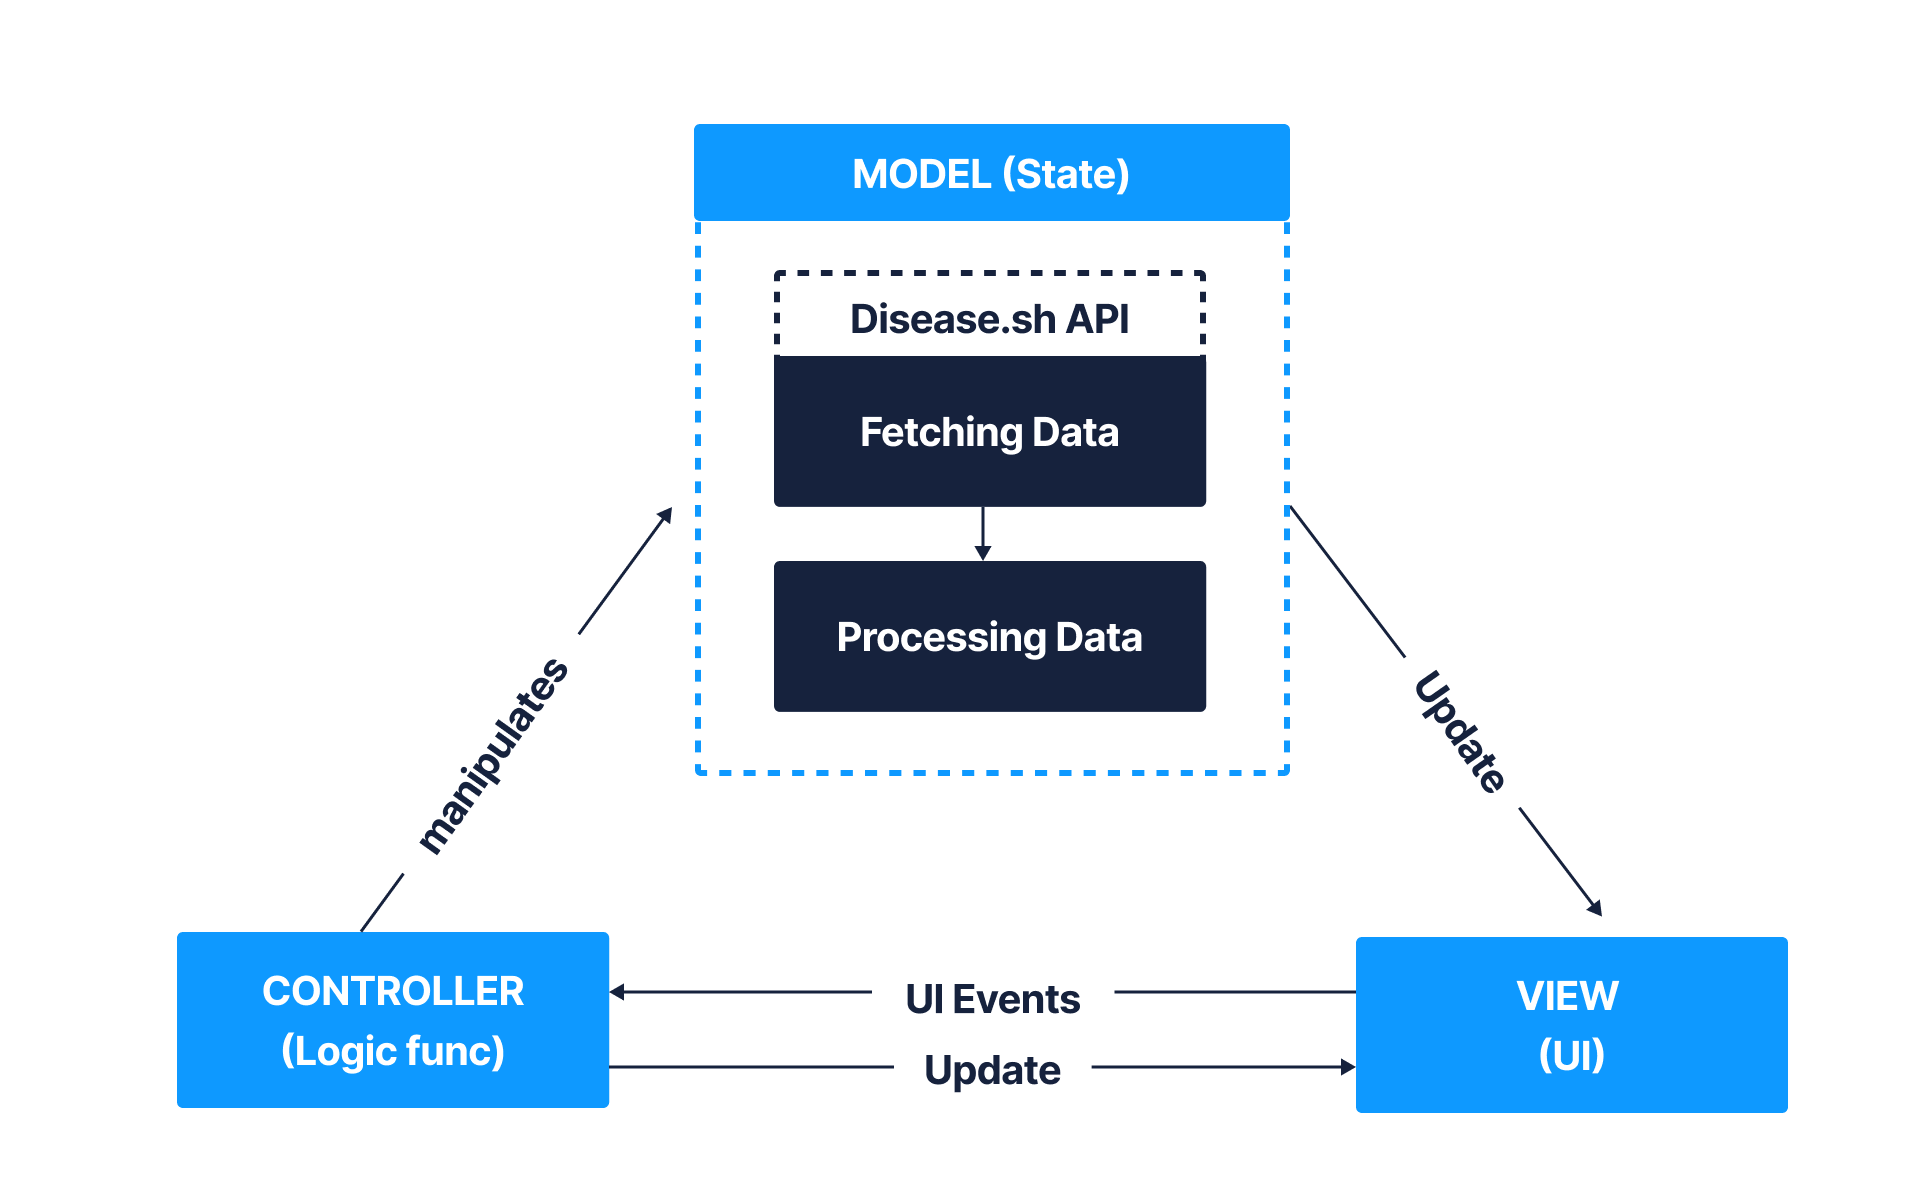 MODEL (State)
Disease.sh API
Fetching Data
Processing Data
manipulates
Update
CONTROLLER
(Logic func)
UI Events
Update
VIEW
(UI)